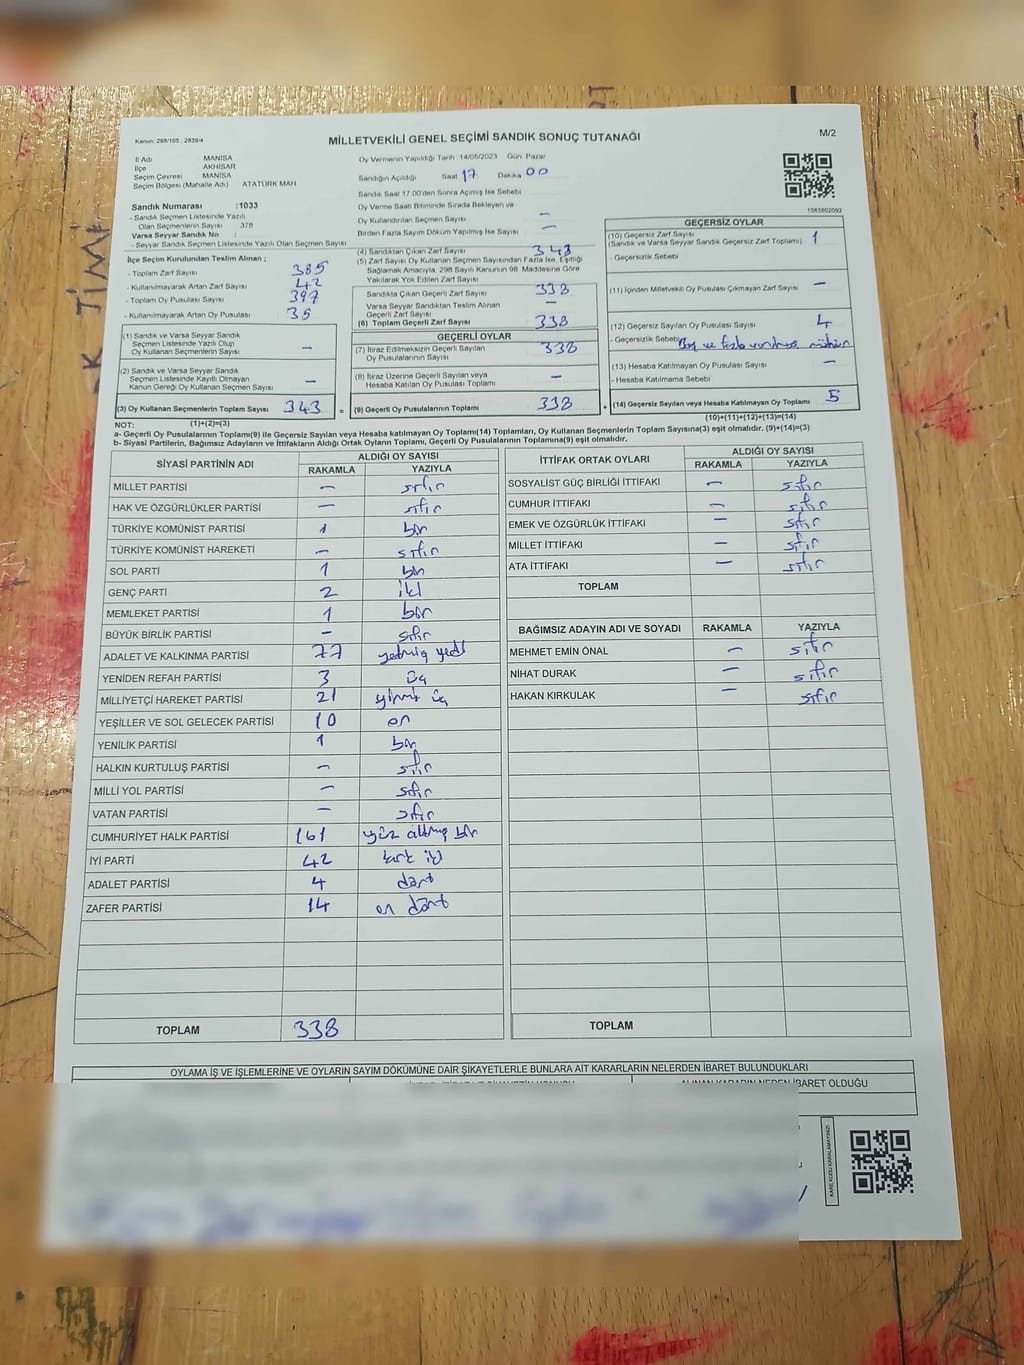 Kanun, 298/105 ; 2839/4
MİLLETVEKİLİ GENEL SEÇİMİ SANDIK SONUÇ TUTANAĞI
M/2
İl Adı MANİSA
İlçe AKHİSAR
Seçim Çevresi MANİSA
Seçim Bölgesi (Mahalle Adı) ATATÜRK MAH
Sandık Numarası :1033
- Sandık Seçmen Listesinde Yazılı
Olan Seçmenlerin Sayısı 378
Varsa Seyyar Sandık No :
- Seyyar Sandık Seçmen Listesinde Yazılı Olan Seçmen Sayısı
İlçe Seçim Kurulundan Teslim Alınan ;
- Toplam Zarf Sayısı 385
- Kullanılmayarak Artan Zarf Sayısı 42
- Toplam Oy Pusulası Sayısı
- Kullanılmayarak Artan Oy Pusulası 35
(1) Sandık ve Varsa Seyyar Sandık
Seçmen Listesinde Yazılı Olup
Oy Kullanan Seçmenlerin Sayısı —
(2) Sandık ve Varsa Seyyar Sandık
Seçmen Listesinde Kayıtlı Olmayan
Kanun Gereği Oy Kullanan Seçmen Sayısı —
(3) Oy Kullanan Seçmenlerin Toplam Sayısı 343 =
Oy Vermenin Yapıldığı Tarih 14/05/2023 Gün Pazar
Sandığın Açıldığı Saat 17 Dakika 00
Sandık Saat 17.00'den Sonra Açılmış İse Sebebi
Oy Verme Saati Bitiminde Sırada Bekleyen ve
Oy Kullandırılan Seçmen Sayısı —
Birden Fazla Sayım Döküm Yapılmış İse Sayısı —
(4) Sandıktan Çıkan Zarf Sayısı 343
(5) Zarf Sayısı Oy Kullanan Seçmen Sayısından Fazla İse, Eşitliği
Sağlamak Amacıyla, 298 Sayılı Kanunun 98. Maddesine Göre
Yakılarak Yok Edilen Zarf Sayısı
Sandıkta Çıkan Geçerli Zarf Sayısı 338
Varsa Seyyar Sandıktan Teslim Alınan
Geçerli Zarf Sayısı —
(6) Toplam Geçerli Zarf Sayısı 338
GEÇERLİ OYLAR
(7) İtiraz Edilmeksizin Geçerli Sayılan
Oy Pusulalarının Sayısı 338
(8) İtiraz Üzerine Geçerli Sayılan veya
Hesaba Katılan Oy Pusulası Toplamı —
(9) Geçerli Oy Pusulalarının Toplamı 338 +
1083802092
GEÇERSİZ OYLAR
(10) Geçersiz Zarf Sayısı 1
(Sandık ve Varsa Seyyar Sandık Geçersiz Zarf Toplamı)
- Geçersizlik Sebebi
(11) İçinden Milletvekili Oy Pusulası Çıkmayan Zarf Sayısı —
(12) Geçersiz Sayılan Oy Pusulası Sayısı 4
- Geçersizlik Sebebi Boş ve fazla mühür
(13) Hesaba Katılmayan Oy Pusulası Sayısı —
- Hesaba Katılmama Sebebi
(14) Geçersiz Sayılan veya Hesaba Katılmayan Oy Toplamı 5
NOT: (1)+(2)=(3) (10)+(11)+(12)+(13)=(14)
a- Geçerli Oy Pusulalarının Toplamı(9) ile Geçersiz Sayılan veya Hesaba katılmayan Oy Toplamı(14) Toplamları, Oy Kullanan Seçmenlerin Toplam Sayısına(3) eşit olmalıdır. (9)+(14)=(3)
b- Siyasi Partilerin, Bağımsız Adayların ve İttifakların Aldığı Ortak Oyların Toplamı, Geçerli Oy Pusulalarının Toplamına(9) eşit olmalıdır.
SİYASİ PARTİNİN ADI ALDIĞI OY SAYISI
RAKAMLA YAZIYLA
MİLLET PARTİSİ — sıfır
HAK VE ÖZGÜRLÜKLER PARTİSİ — sıfır
TÜRKİYE KOMÜNİST PARTİSİ 1 bir
TÜRKİYE KOMÜNİST HAREKETİ — sıfır
SOL PARTİ 1 bir
GENÇ PARTİ 2 iki
MEMLEKET PARTİSİ 1 bir
BÜYÜK BİRLİK PARTİSİ — sıfır
ADALET VE KALKINMA PARTİSİ 77 yetmiş yedi
YENİDEN REFAH PARTİSİ 3 üç
MİLLİYETÇİ HAREKET PARTİSİ 21 yirmi üç
YEŞİLLER VE SOL GELECEK PARTİSİ 10 on
YENİLİK PARTİSİ 1 bir
HALKIN KURTULUŞ PARTİSİ — sıfır
MİLLİ YOL PARTİSİ — sıfır
VATAN PARTİSİ — sıfır
CUMHURİYET HALK PARTİSİ 161 yüz altmış bir
İYİ PARTİ 42 kırk iki
ADALET PARTİSİ 4 dört
ZAFER PARTİSİ 14 on dört
TOPLAM 338
İTTİFAK ORTAK OYLARI ALDIĞI OY SAYISI
RAKAMLA YAZIYLA
SOSYALİST GÜÇ BİRLİĞİ İTTİFAKI — sıfır
CUMHUR İTTİFAKI — sıfır
EMEK VE ÖZGÜRLÜK İTTİFAKI — sıfır
MİLLET İTTİFAKI — sıfır
ATA İTTİFAKI — sıfır
TOPLAM
BAĞIMSIZ ADAYIN ADI VE SOYADI RAKAMLA YAZIYLA
MEHMET EMİN ÖNAL — sıfır
NİHAT DURAK — sıfır
HAKAN KIRKULAK — sıfır
TOPLAM
OYLAMA İŞ VE İŞLEMLERİNE VE OYLARIN SAYIM DÖKÜMÜNE DAİR ŞİKAYETLERLE BUNLARA AİT KARARLARIN NELERDEN İBARET BULUNDUKLARI
ALINAN KARARIN NEDEN İBARET OLDUĞU
KARE KODU KARALAMAYINIZ!